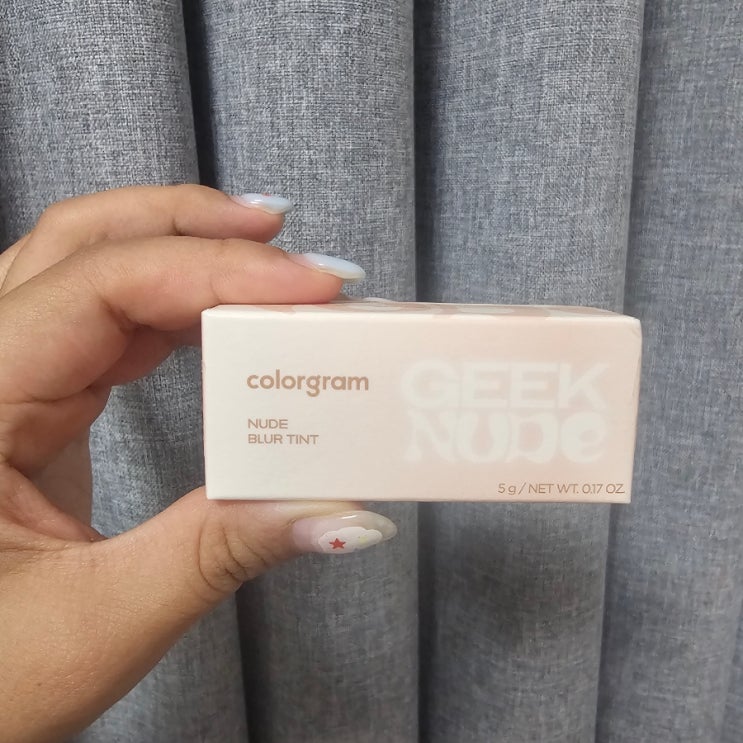 colorgram
NUDE
BLUR TINT
GEEK
NUDe
5 g / NET WT. 0.17 OZ.